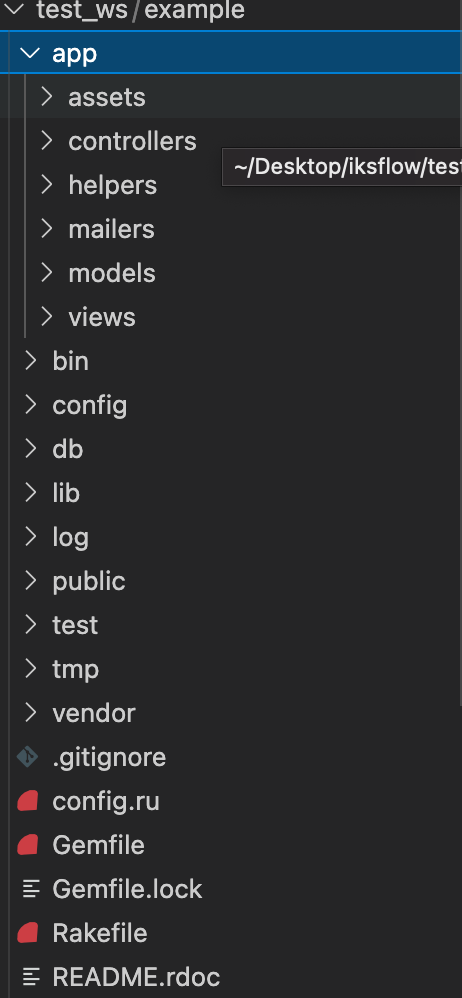 test_ws/example
app
assets
controllers
~/Desktop/iksflow/tes
helpers
mailers
models
views
bin
config
db
lib
log
public
test
tmp
vendor
.gitignore
config.ru
Gemfile
Gemfile.lock
Rakefile
README.rdoc